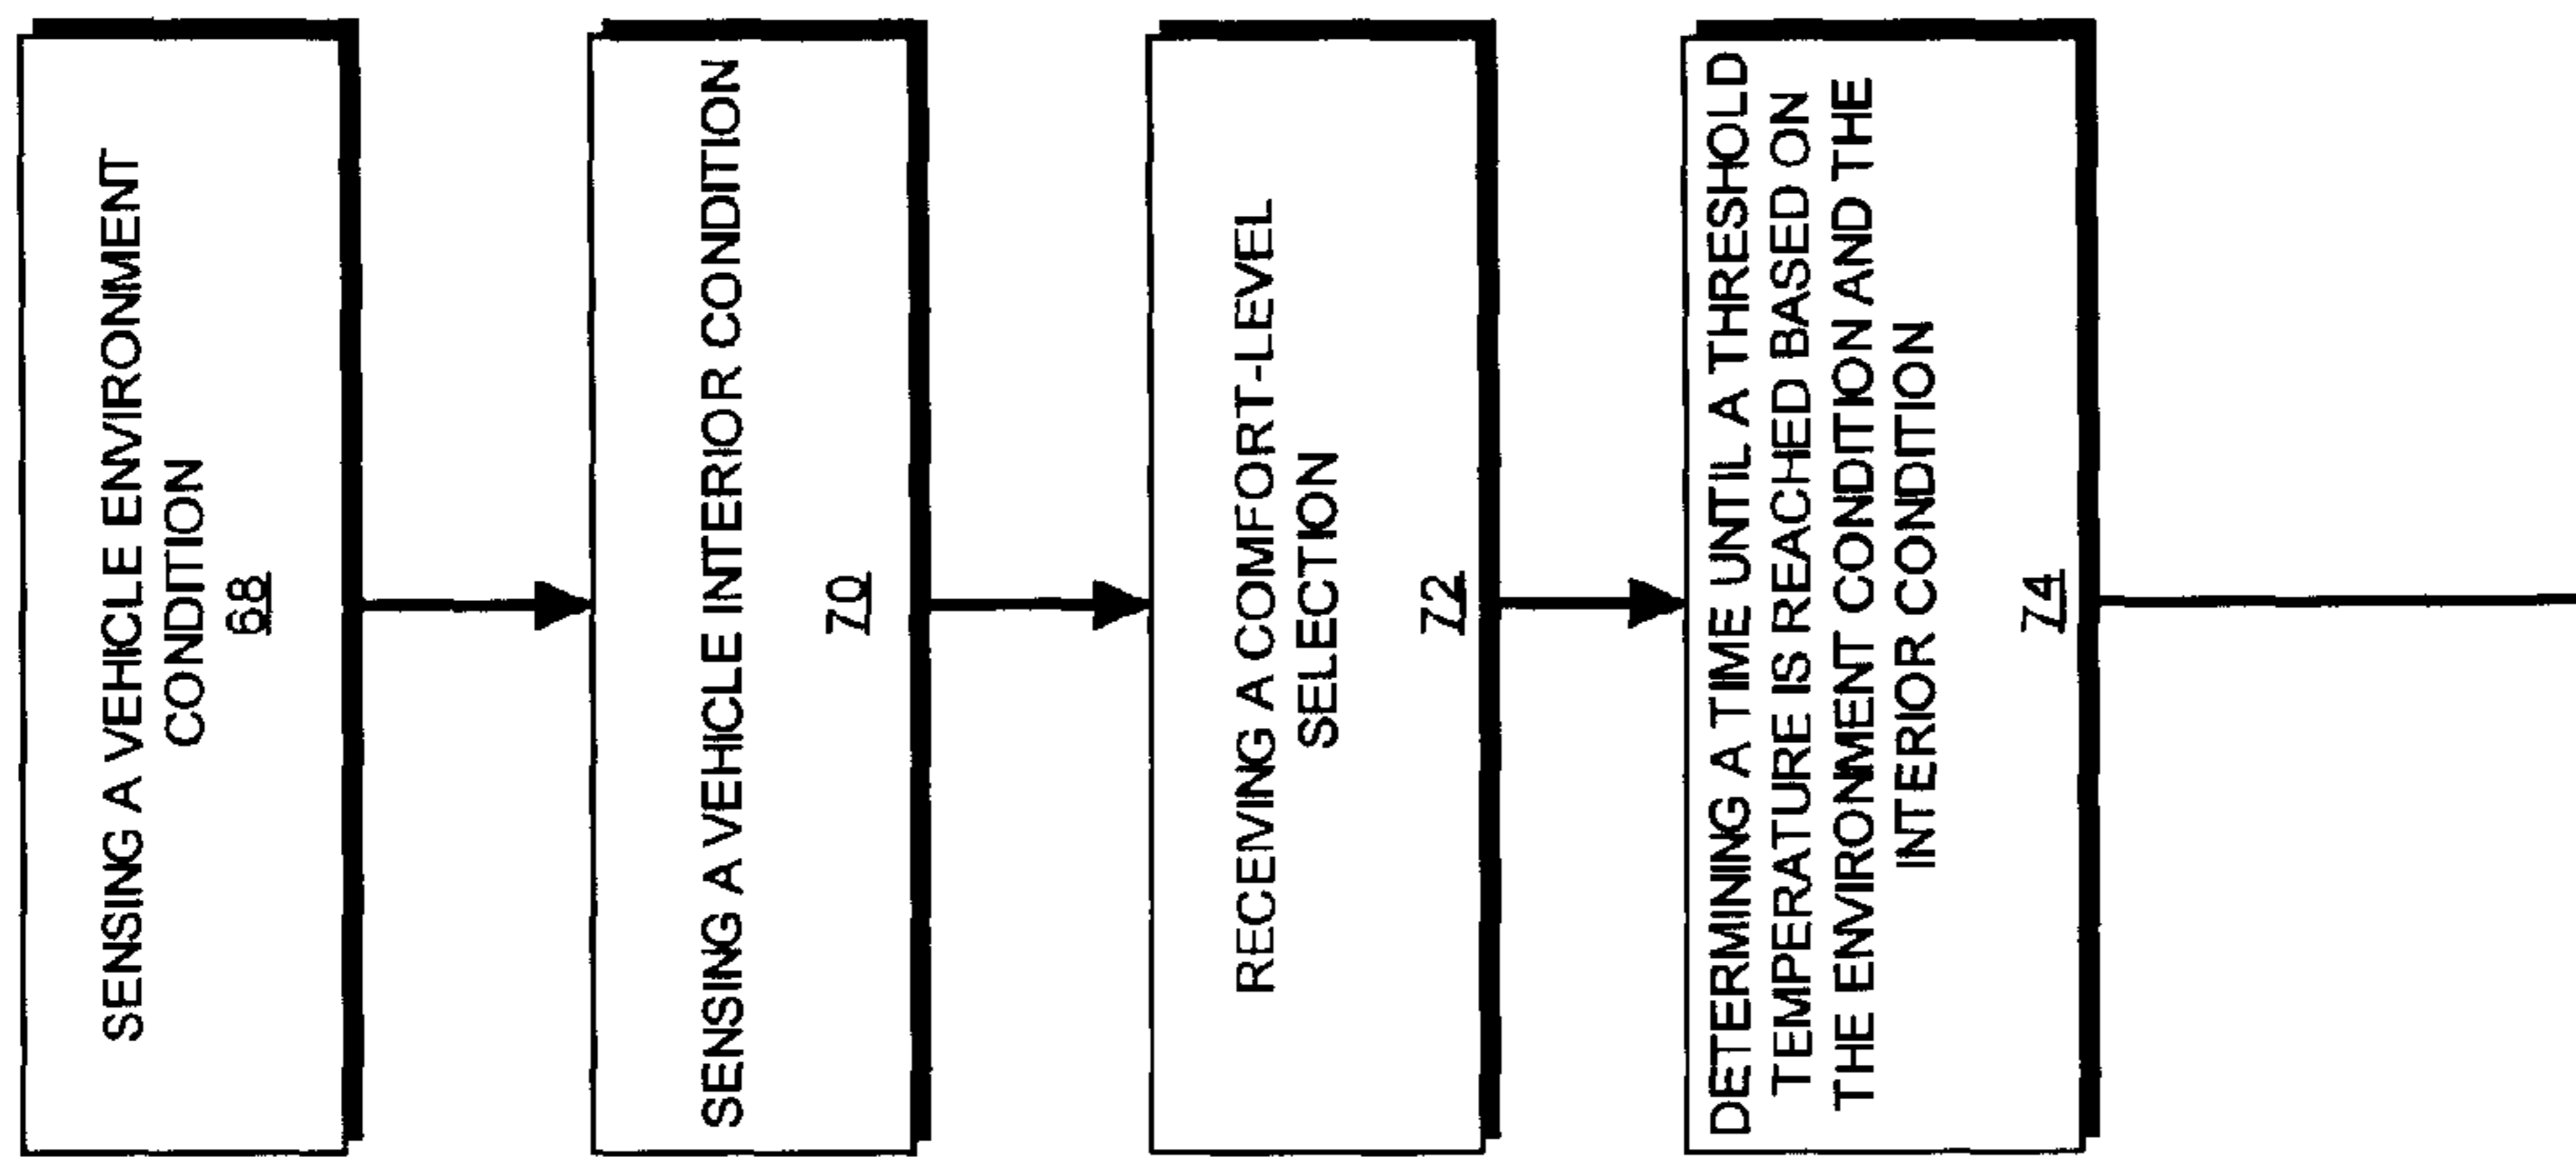 SENSING A VEHICLE ENVIRONMENT
CONDITION
68
SENSING A VEHICLE INTERIOR CONDITION
70
RECEIVING A COMFORT-LEVEL
SELECTION
72
DETERMINING A TIME UNTIL A THRESHOLD
TEMPERATURE IS REACHED BASED ON
THE ENVIRONMENT CONDITION AND THE
INTERIOR CONDITION
74